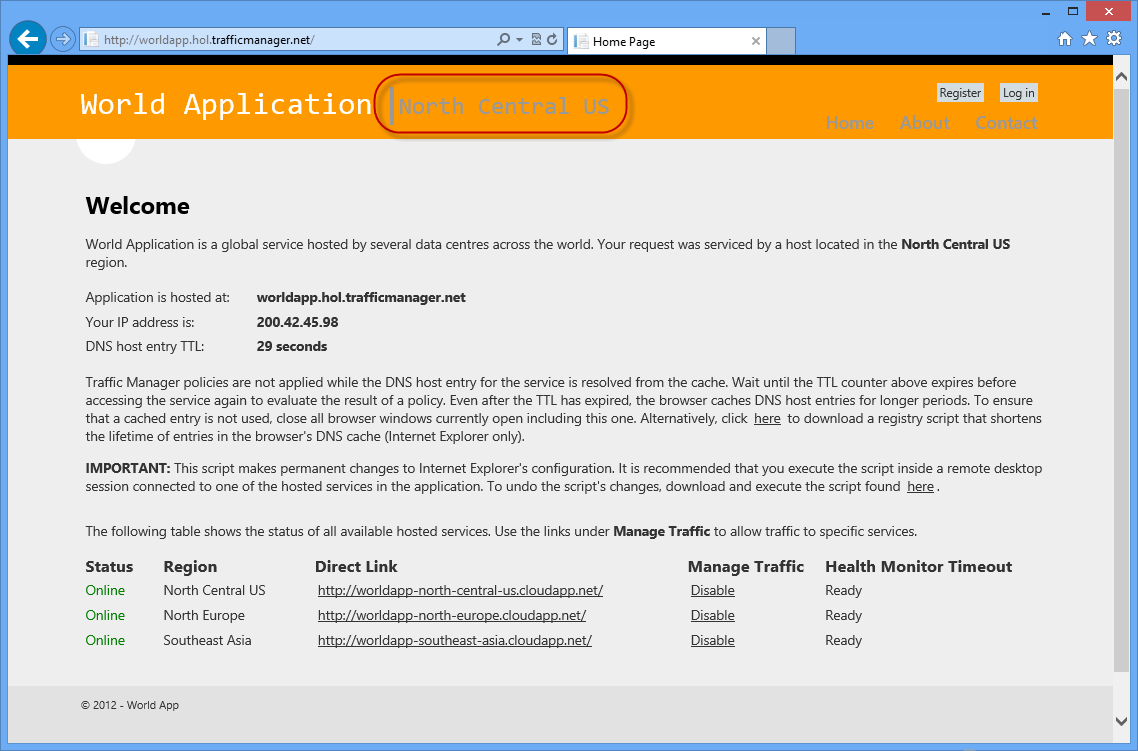 http://worldapp.hol.trafficmanager.net/
Home Page
World Application |North Central US
Register Log in
Home About Contact
Welcome
World Application is a global service hosted by several data centres across the world. Your request was serviced by a host located in the North Central US
region.
Application is hosted at: worldapp.hol.trafficmanager.net
Your IP address is: 200.42.45.98
DNS host entry TTL: 29 seconds
Traffic Manager policies are not applied while the DNS host entry for the service is resolved from the cache. Wait until the TTL counter above expires before
accessing the service again to evaluate the result of a policy. Even after the TTL has expired, the browser caches DNS host entries for longer periods. To ensure
that a cached entry is not used, close all browser windows currently open including this one. Alternatively, click here to download a registry script that shortens
the lifetime of entries in the browser's DNS cache (Internet Explorer only).
IMPORTANT: This script makes permanent changes to Internet Explorer's configuration. It is recommended that you execute the script inside a remote desktop
session connected to one of the hosted services in the application. To undo the script's changes, download and execute the script found here .
The following table shows the status of all available hosted services. Use the links under Manage Traffic to allow traffic to specific services.
Status Region Direct Link Manage Traffic Health Monitor Timeout
Online North Central US http://worldapp-north-central-us.cloudapp.net/ Disable Ready
Online North Europe http://worldapp-north-europe.cloudapp.net/ Disable Ready
Online Southeast Asia http://worldapp-southeast-asia.cloudapp.net/ Disable Ready
© 2012 - World App